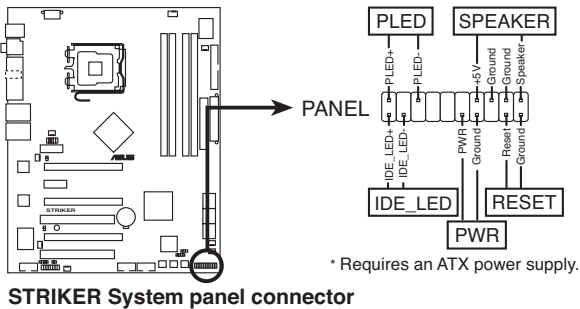 PLED
SPEAKER
PLED+
PLED-
+5V
Ground
Ground
Speaker
PANEL
IDE_LED+
IDE_LED-
PWR
Ground
Reset
Ground
IDE_LED
RESET
PWR
* Requires an ATX power supply.
ASUS
STRIKER
STRIKER System panel connector